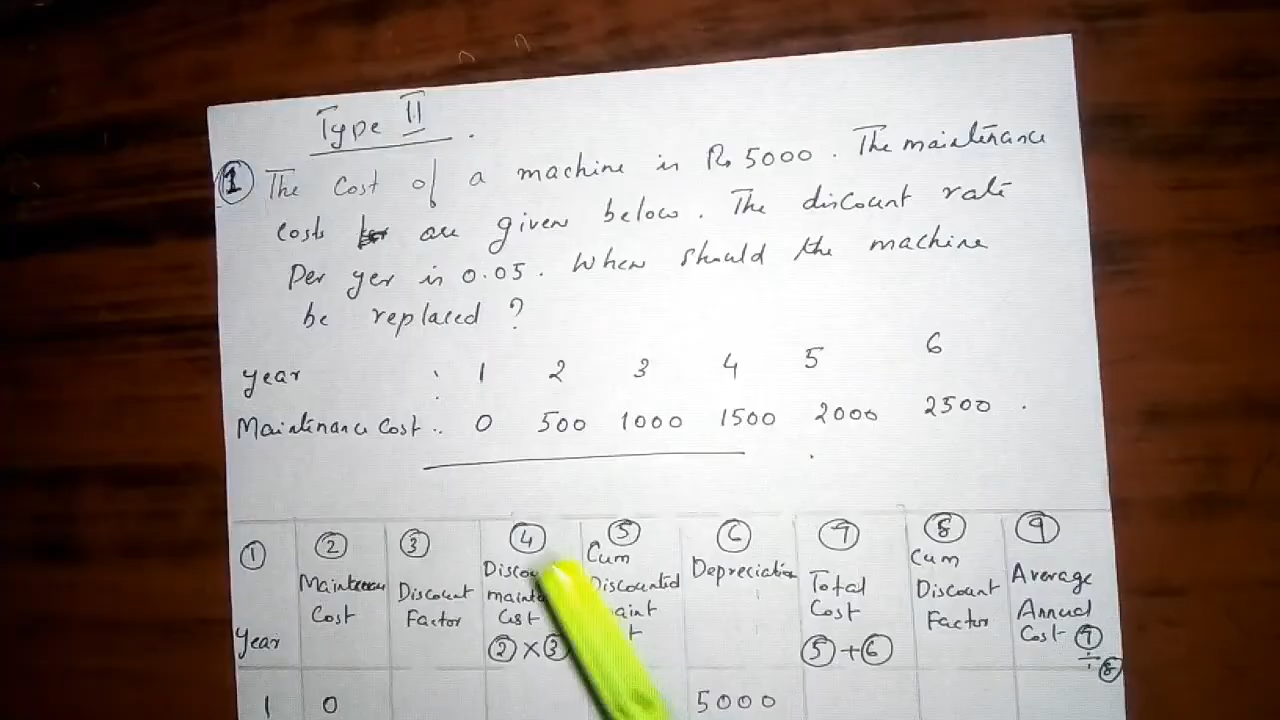 Type II.
① The Cost of a machine is Rs 5000. The maintenance
costs are given below. The discount rate
Per yer is 0.05. When should the machine
be replaced?
year : 1 2 3 4 5 6
Maintenance Cost : 0 500 1000 1500 2000 2500.
① ② ③ ④ ⑤ ⑥ ⑦ ⑧ ⑨
Year
Maintenance Cost
Discount Factor
Cost ② × ③
Cum Discounted
Depreciation
Total Cost ⑤+⑥
Cum Discount Factor
Average Annual Cost ⑦ ÷ ⑧
1 0 5000